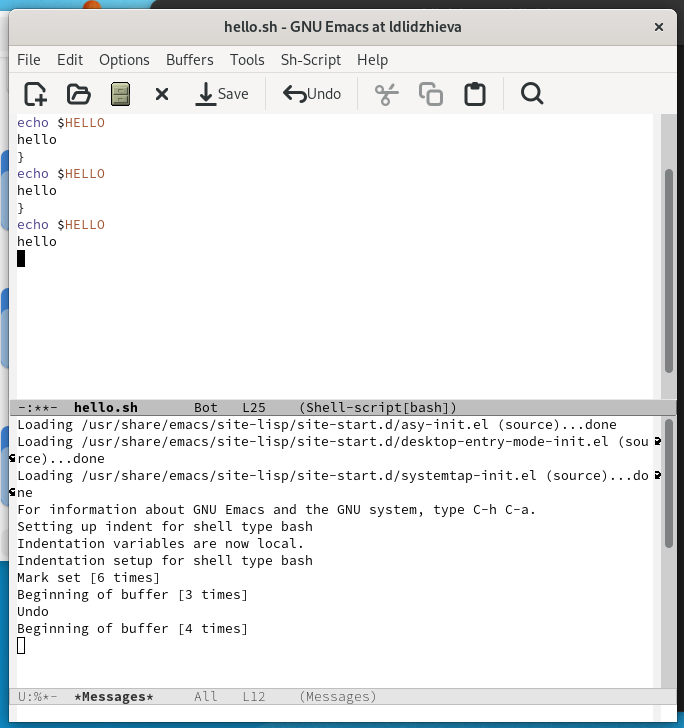 hello.sh - GNU Emacs at ldlidzhieva
File Edit Options Buffers Tools Sh-Script Help
Save Undo
echo $HELLO
hello
}
echo $HELLO
hello
}
echo $HELLO
hello
-:**- hello.sh Bot L25 (Shell-script[bash])
Loading /usr/share/emacs/site-lisp/site-start.d/asy-init.el (source)...done
Loading /usr/share/emacs/site-lisp/site-start.d/desktop-entry-mode-init.el (sou
rce)...done
Loading /usr/share/emacs/site-lisp/site-start.d/systemtap-init.el (source)...do
ne
For information about GNU Emacs and the GNU system, type C-h C-a.
Setting up indent for shell type bash
Indentation variables are now local.
Indentation setup for shell type bash
Mark set [6 times]
Beginning of buffer [3 times]
Undo
Beginning of buffer [4 times]
U:%*- *Messages* All L12 (Messages)